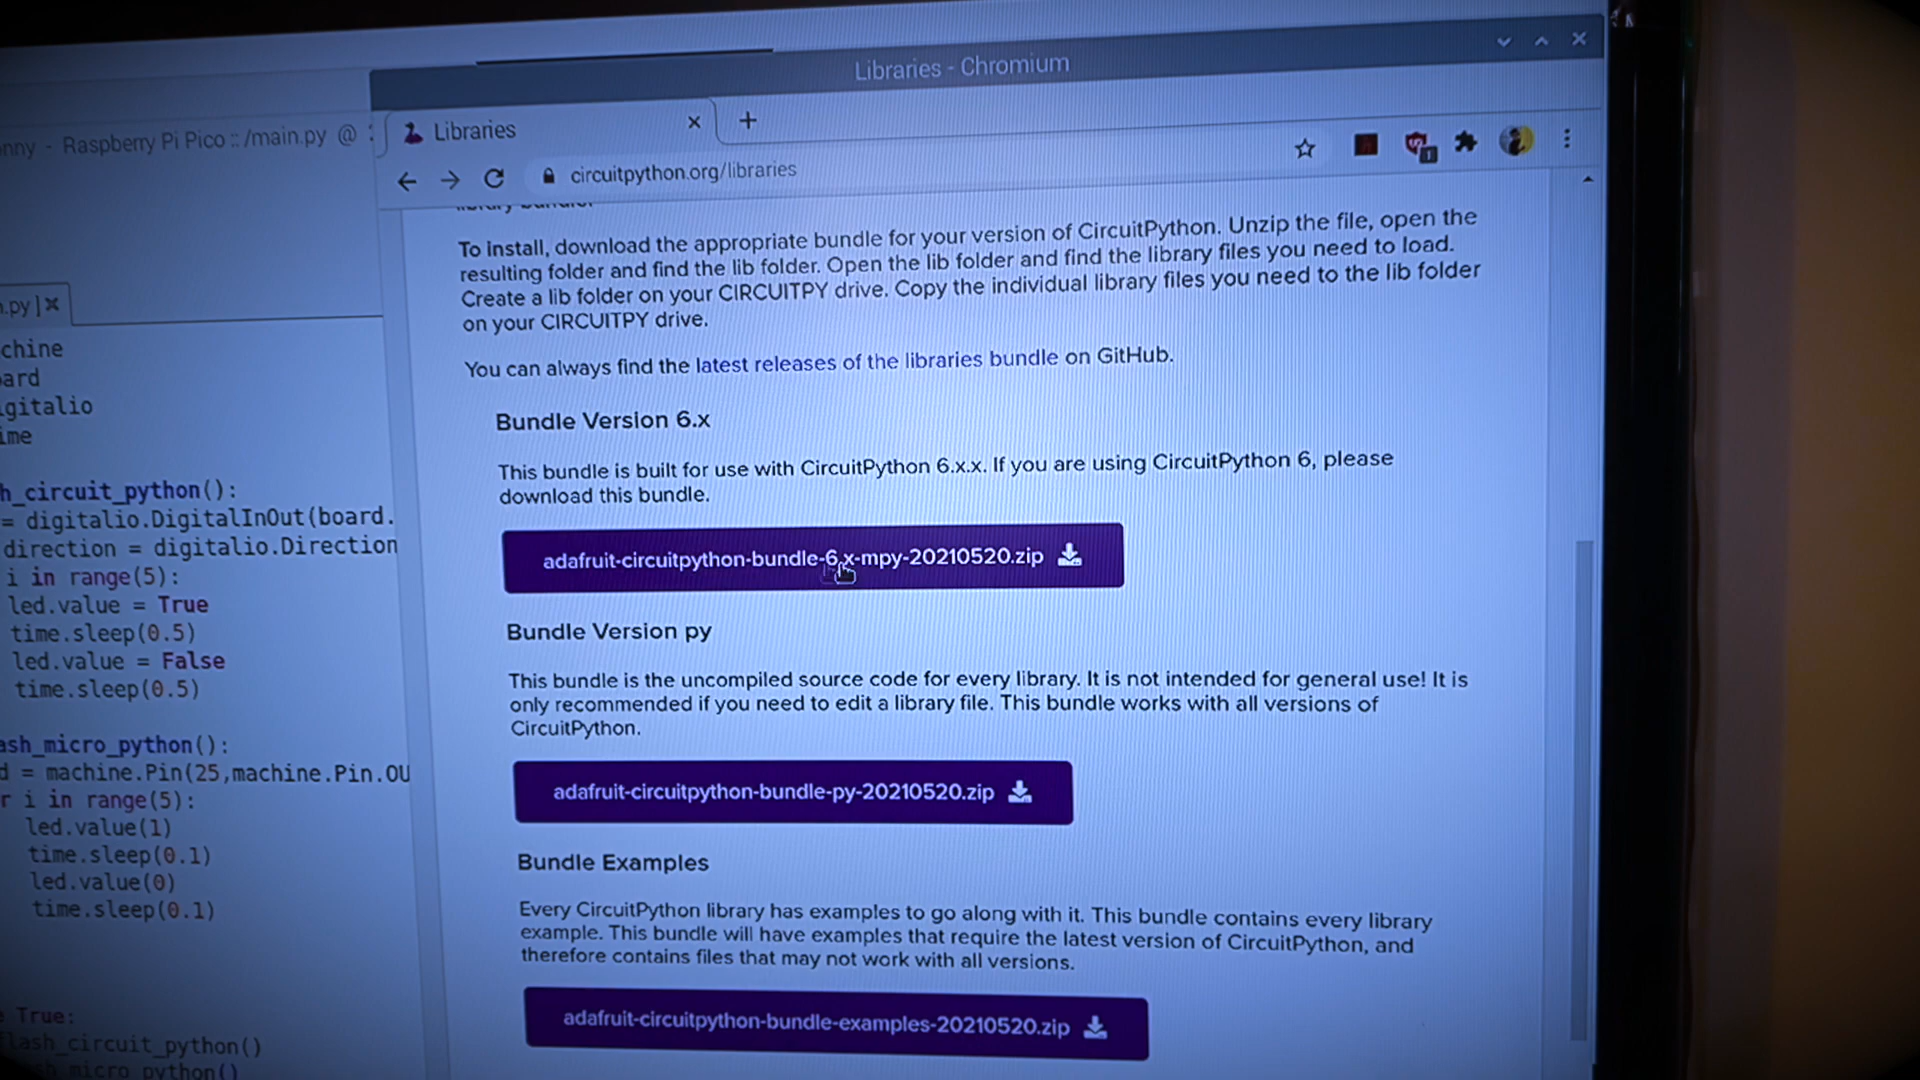 Libraries - Chromium
nny - Raspberry Pi Pico :: /main.py @
Libraries
circuitpython.org/libraries
To install, download the appropriate bundle for your version of CircuitPython. Unzip the file, open the
resulting folder and find the lib folder. Open the lib folder and find the library files you need to load.
Create a lib folder on your CIRCUITPY drive. Copy the individual library files you need to the lib folder
on your CIRCUITPY drive.
You can always find the latest releases of the libraries bundle on GitHub.
Bundle Version 6.x
This bundle is built for use with CircuitPython 6.x.x. If you are using CircuitPython 6, please
download this bundle.
adafruit-circuitpython-bundle-6.x-mpy-20210520.zip
Bundle Version py
This bundle is the uncompiled source code for every library. It is not intended for general use! It is
only recommended if you need to edit a library file. This bundle works with all versions of
CircuitPython.
adafruit-circuitpython-bundle-py-20210520.zip
Bundle Examples
Every CircuitPython library has examples to go along with it. This bundle contains every library
example. This bundle will have examples that require the latest version of CircuitPython, and
therefore contains files that may not work with all versions.
adafruit-circuitpython-bundle-examples-20210520.zip
.py ]
chine
ard
gitalio
ime
h_circuit_python():
= digitalio.DigitalInOut(board.
direction = digitalio.Direction
i in range(5):
led.value = True
time.sleep(0.5)
led.value = False
time.sleep(0.5)
ash_micro_python():
d = machine.Pin(25,machine.Pin.OU
r i in range(5):
led.value(1)
time.sleep(0.1)
led.value(0)
time.sleep(0.1)
e True:
flash_circuit_python()
h_micro_python()